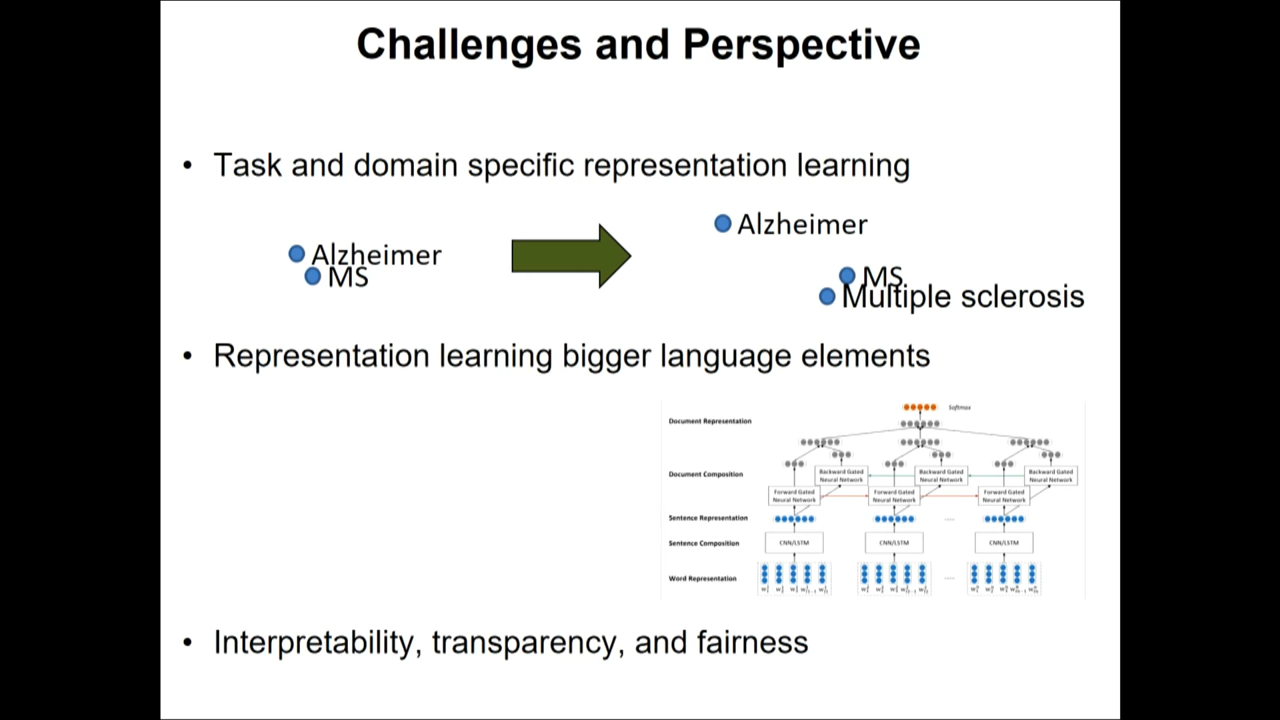 Challenges and Perspective
• Task and domain specific representation learning
Alzheimer
MS
Alzheimer
MS
Multiple sclerosis
• Representation learning bigger language elements
Softmax
Document Representation
Document Composition
Backward Gated Neural Network
Backward Gated Neural Network
Backward Gated Neural Network
Forward Gated Neural Network
Forward Gated Neural Network
Forward Gated Neural Network
Sentence Representation
Sentence Composition
CNN/LSTM
CNN/LSTM
CNN/LSTM
Word Representation
• Interpretability, transparency, and fairness